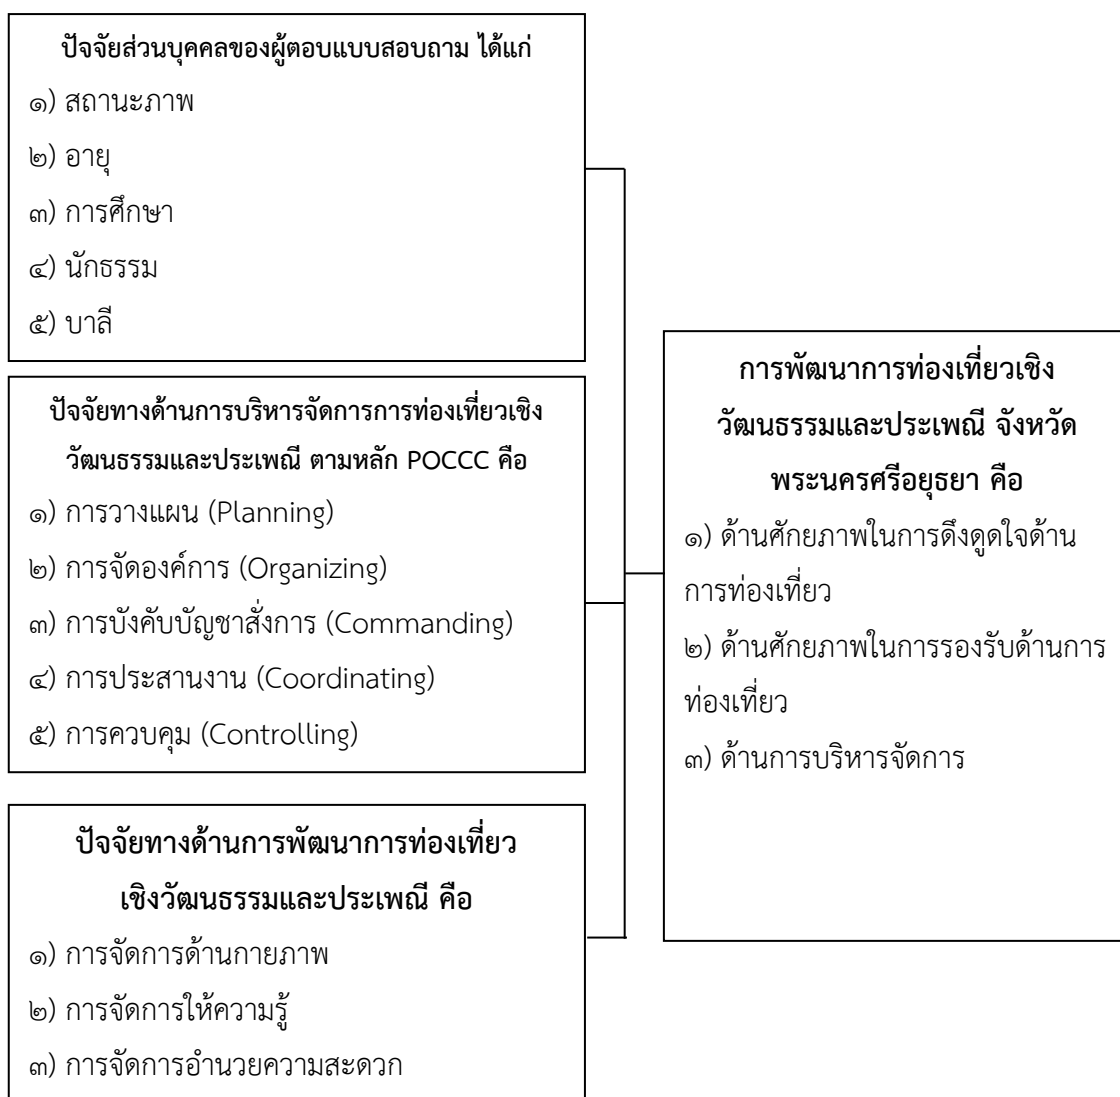 ปัจจัยส่วนบุคคลของผู้ตอบแบบสอบถาม ได้แก่
๑) สถานะภาพ
๒) อายุ
๓) การศึกษา
๔) นักธรรม
๕) บาลี
ปัจจัยทางด้านการบริหารจัดการการท่องเที่ยวเชิง
วัฒนธรรมและประเพณี ตามหลัก POCCC คือ
๑) การวางแผน (Planning)
๒) การจัดองค์การ (Organizing)
๓) การบังคับบัญชาสั่งการ (Commanding)
๔) การประสานงาน (Coordinating)
๕) การควบคุม (Controlling)
ปัจจัยทางด้านการพัฒนาการท่องเที่ยว
เชิงวัฒนธรรมและประเพณี คือ
๑) การจัดการด้านกายภาพ
๒) การจัดการให้ความรู้
๓) การจัดการอำนวยความสะดวก
การพัฒนาการท่องเที่ยวเชิง
วัฒนธรรมและประเพณี จังหวัด
พระนครศรีอยุธยา คือ
๑) ด้านศักยภาพในการดึงดูดใจด้าน
การท่องเที่ยว
๒) ด้านศักยภาพในการรองรับด้านการ
ท่องเที่ยว
๓) ด้านการบริหารจัดการ